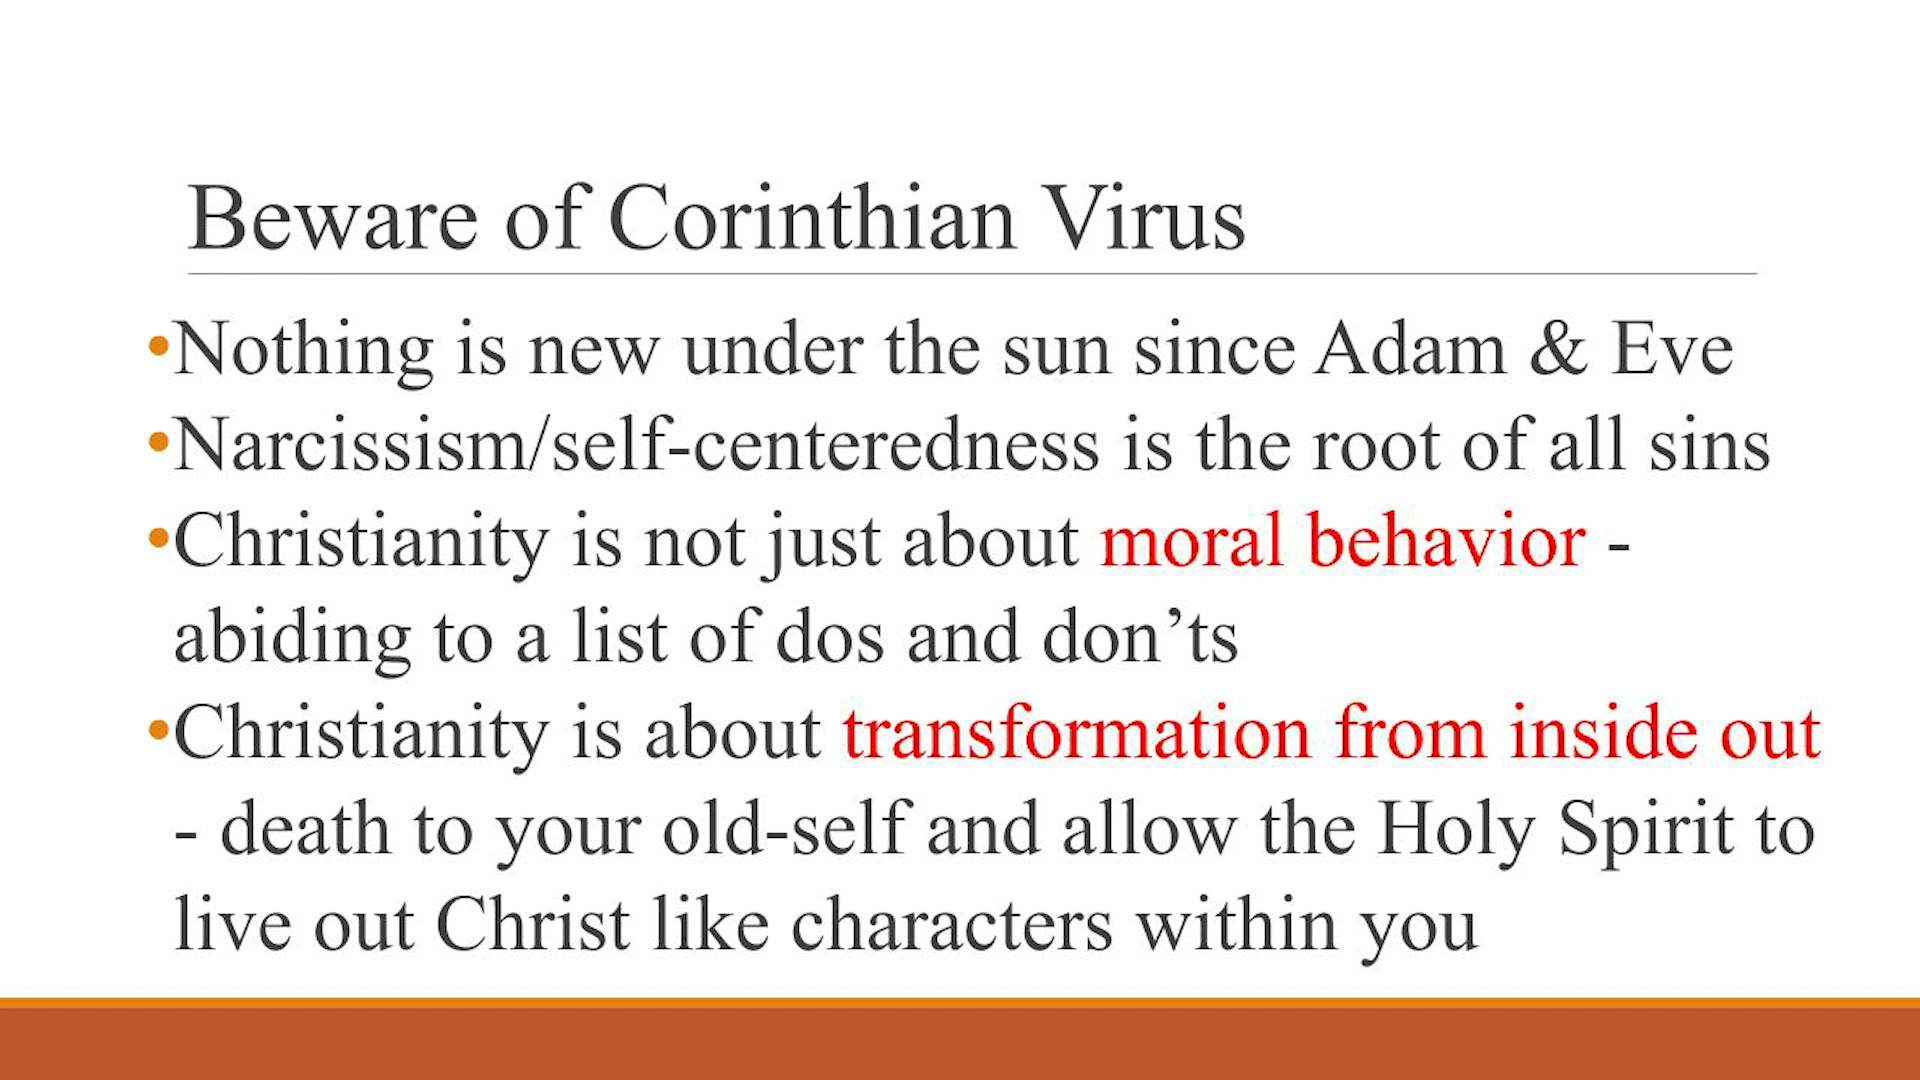 Beware of Corinthian Virus
•Nothing is new under the sun since Adam & Eve
•Narcissism/self-centeredness is the root of all sins
•Christianity is not just about moral behavior -
abiding to a list of dos and don’ts
•Christianity is about transformation from inside out
- death to your old-self and allow the Holy Spirit to
live out Christ like characters within you